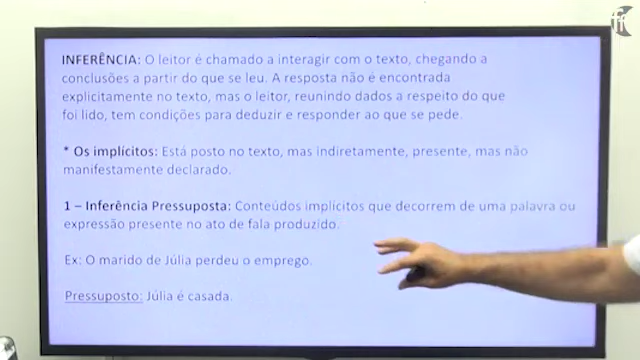 INFERÊNCIA: O leitor é chamado a interagir com o texto, chegando a
conclusões a partir do que se leu. A resposta não é encontrada
explicitamente no texto, mas o leitor, reunindo dados a respeito do que
foi lido, tem condições para deduzir e responder ao que se pede.
* Os implícitos: Está posto no texto, mas indiretamente, presente, mas não
manifestamente declarado.
1 – Inferência Pressuposta: Conteúdos implícitos que decorrem de uma palavra ou
expressão presente no ato de fala produzido.
Ex: O marido de Júlia perdeu o emprego.
Pressuposto: Júlia é casada.